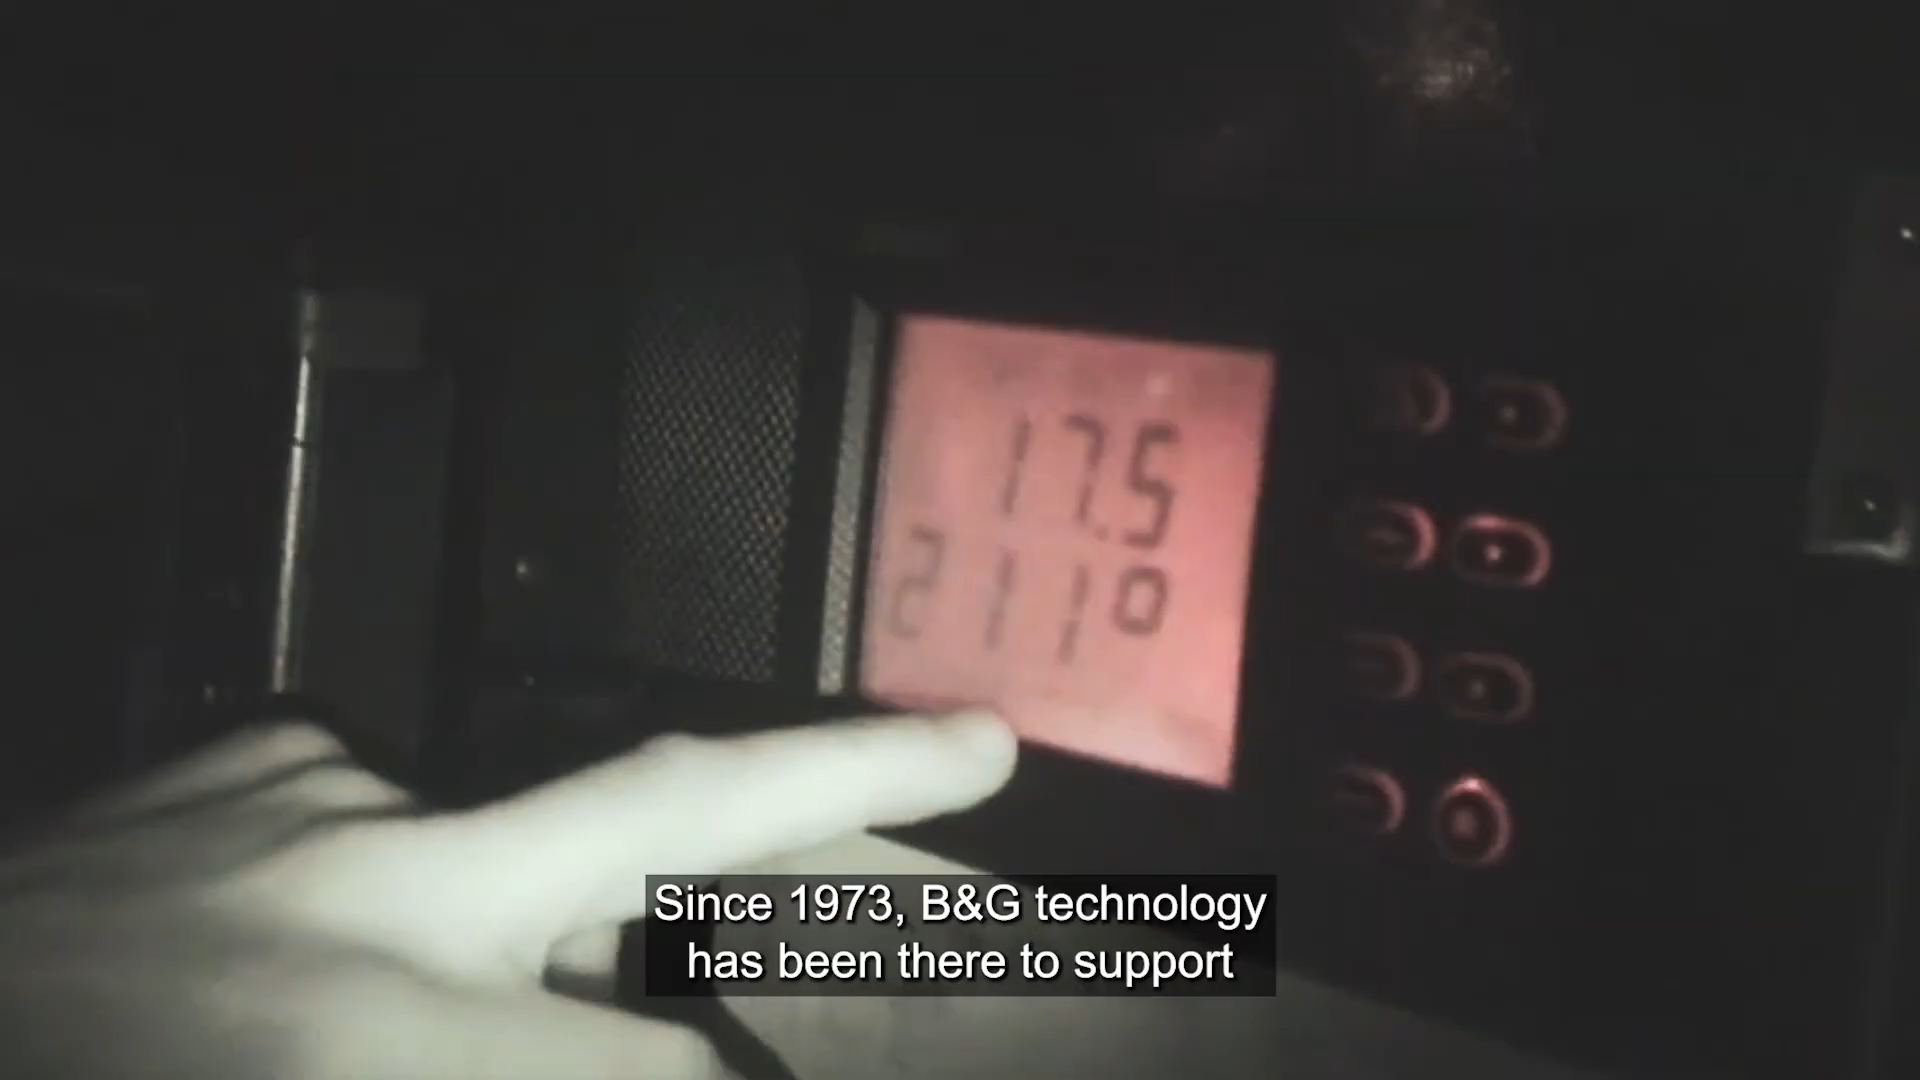 17.5
211°
Since 1973, B&G technology
has been there to support